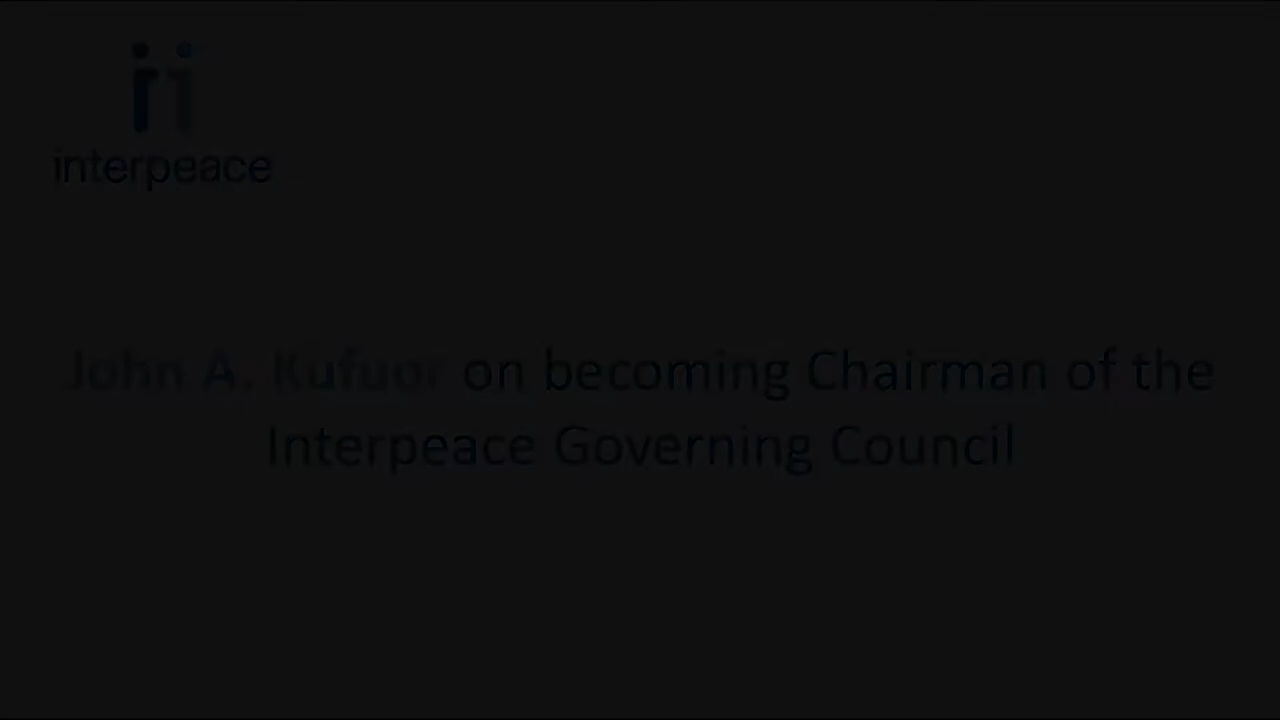 interpeace
John A. Kufuor on becoming Chairman of the
Interpeace Governing Council